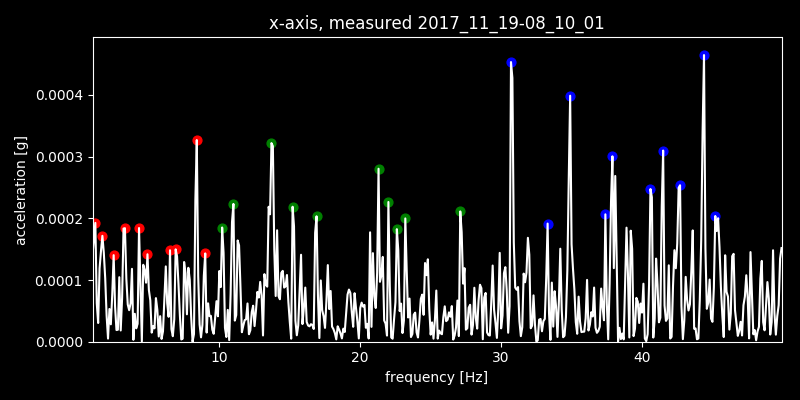 x-axis, measured 2017_11_19-08_10_01
acceleration [g]
0.0004
0.0003
0.0002
0.0001
0.0000
10 20 30 40
frequency [Hz]